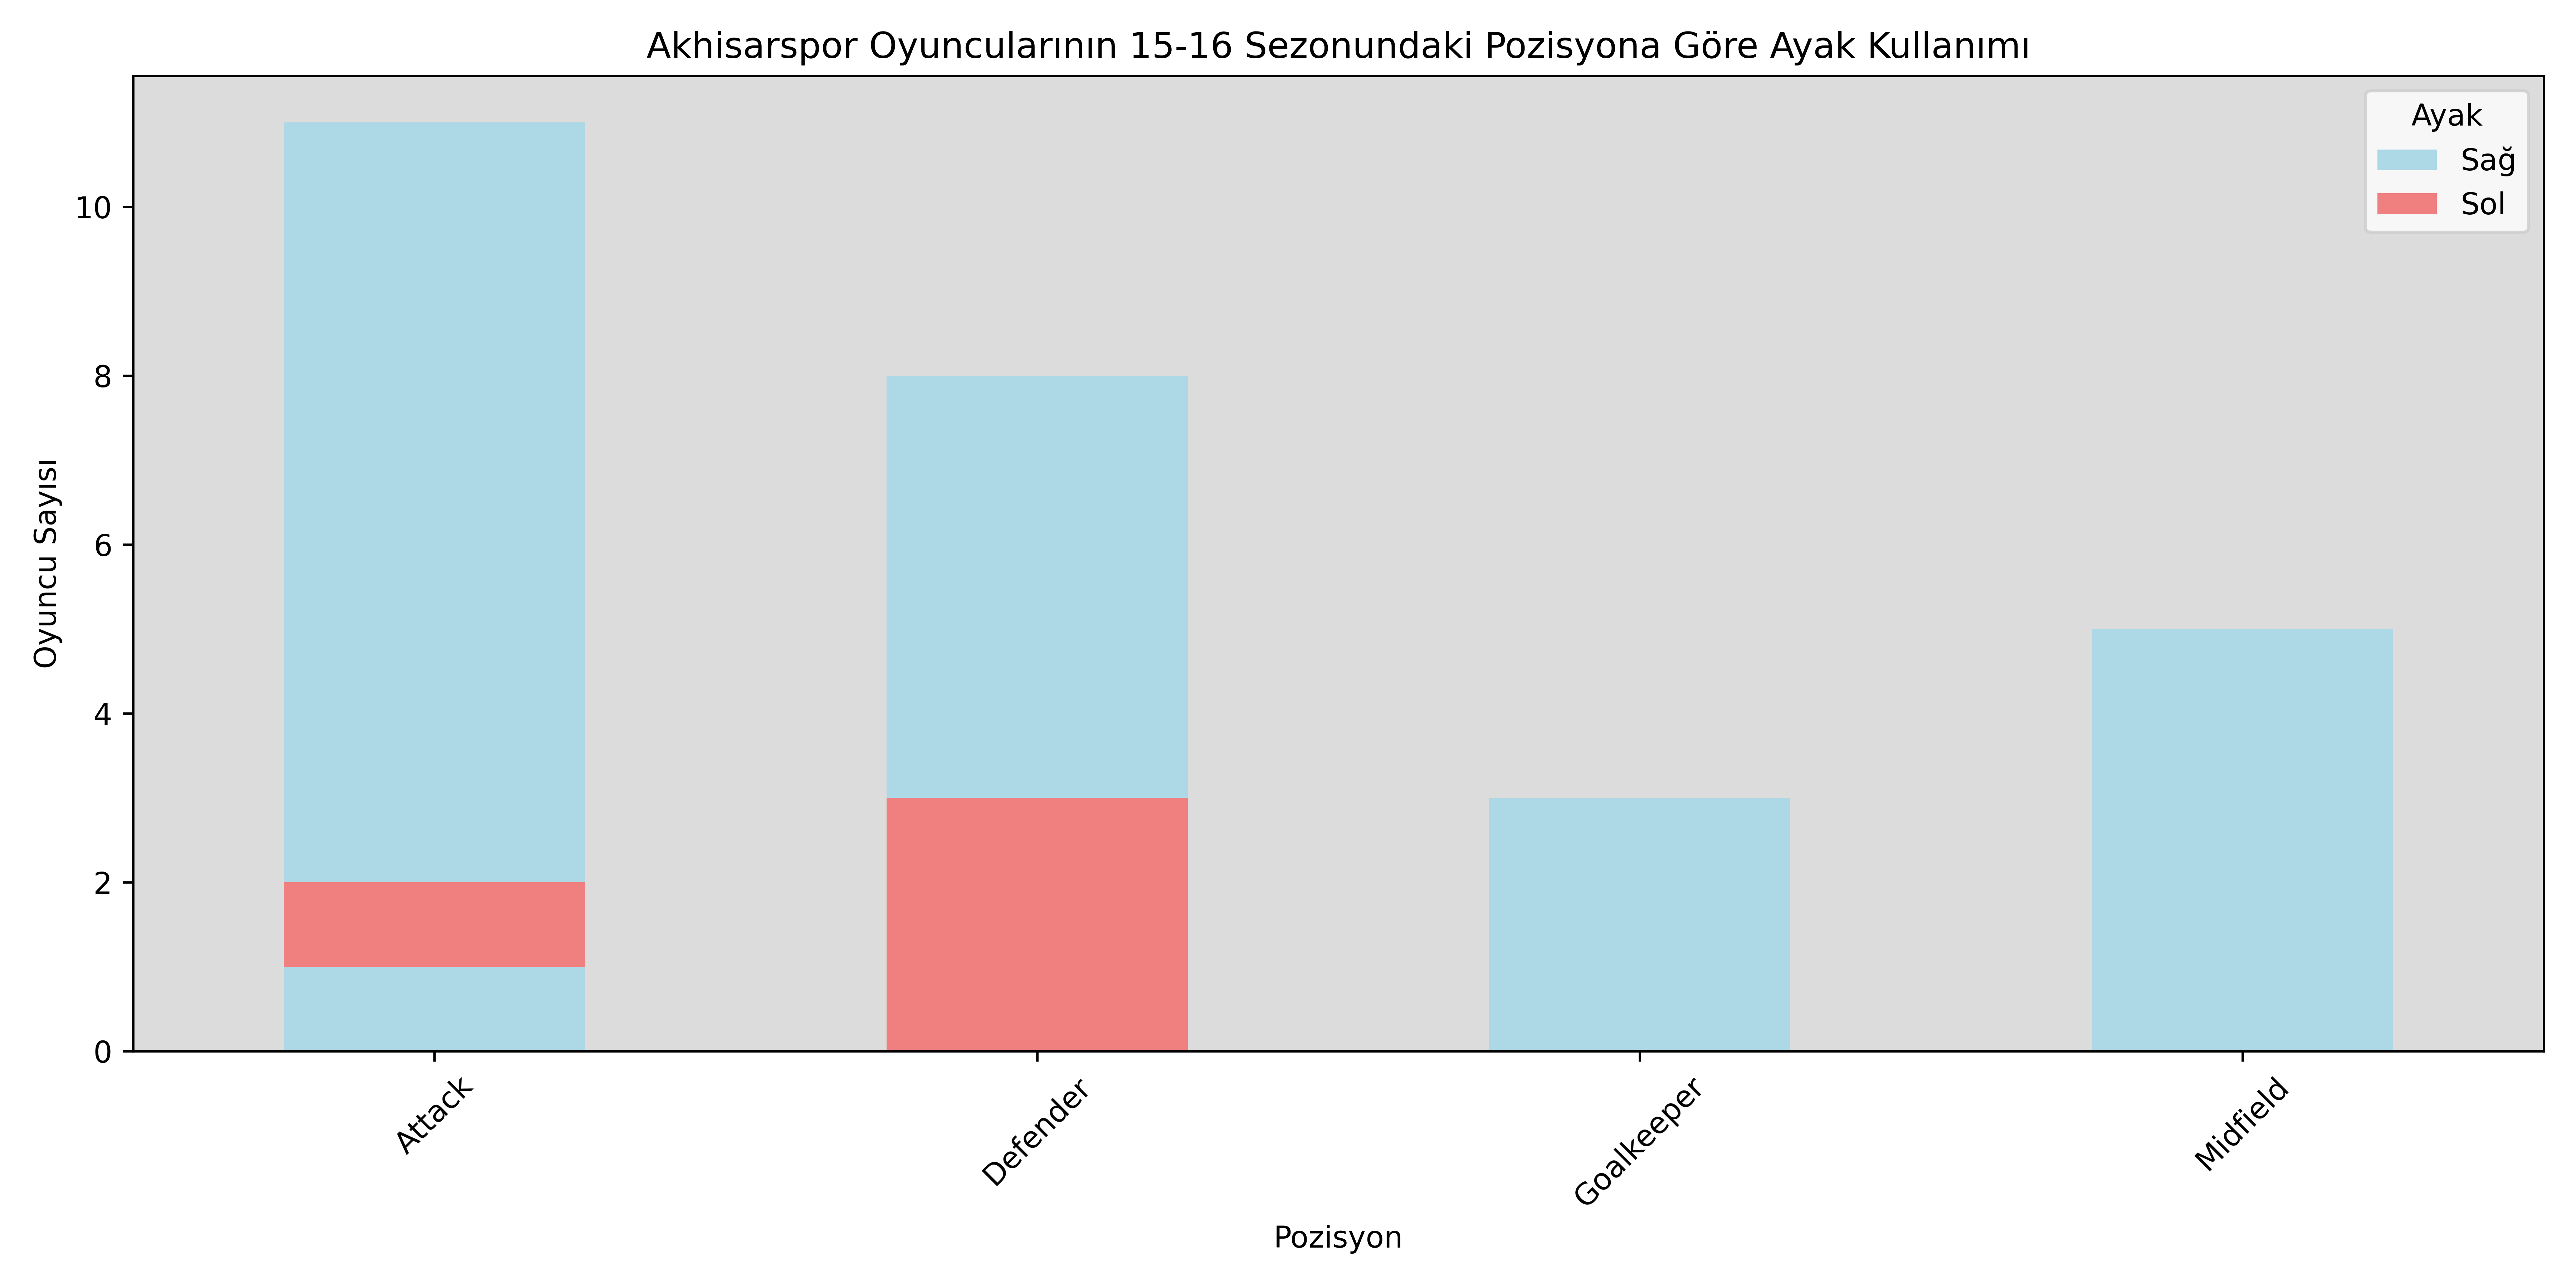 Akhisarspor Oyuncularının 15-16 Sezonundaki Pozisyona Göre Ayak Kullanımı
Ayak
Sağ
Sol
Oyuncu Sayısı
10
8
6
4
2
0
Attack
Defender
Goalkeeper
Midfield
Pozisyon